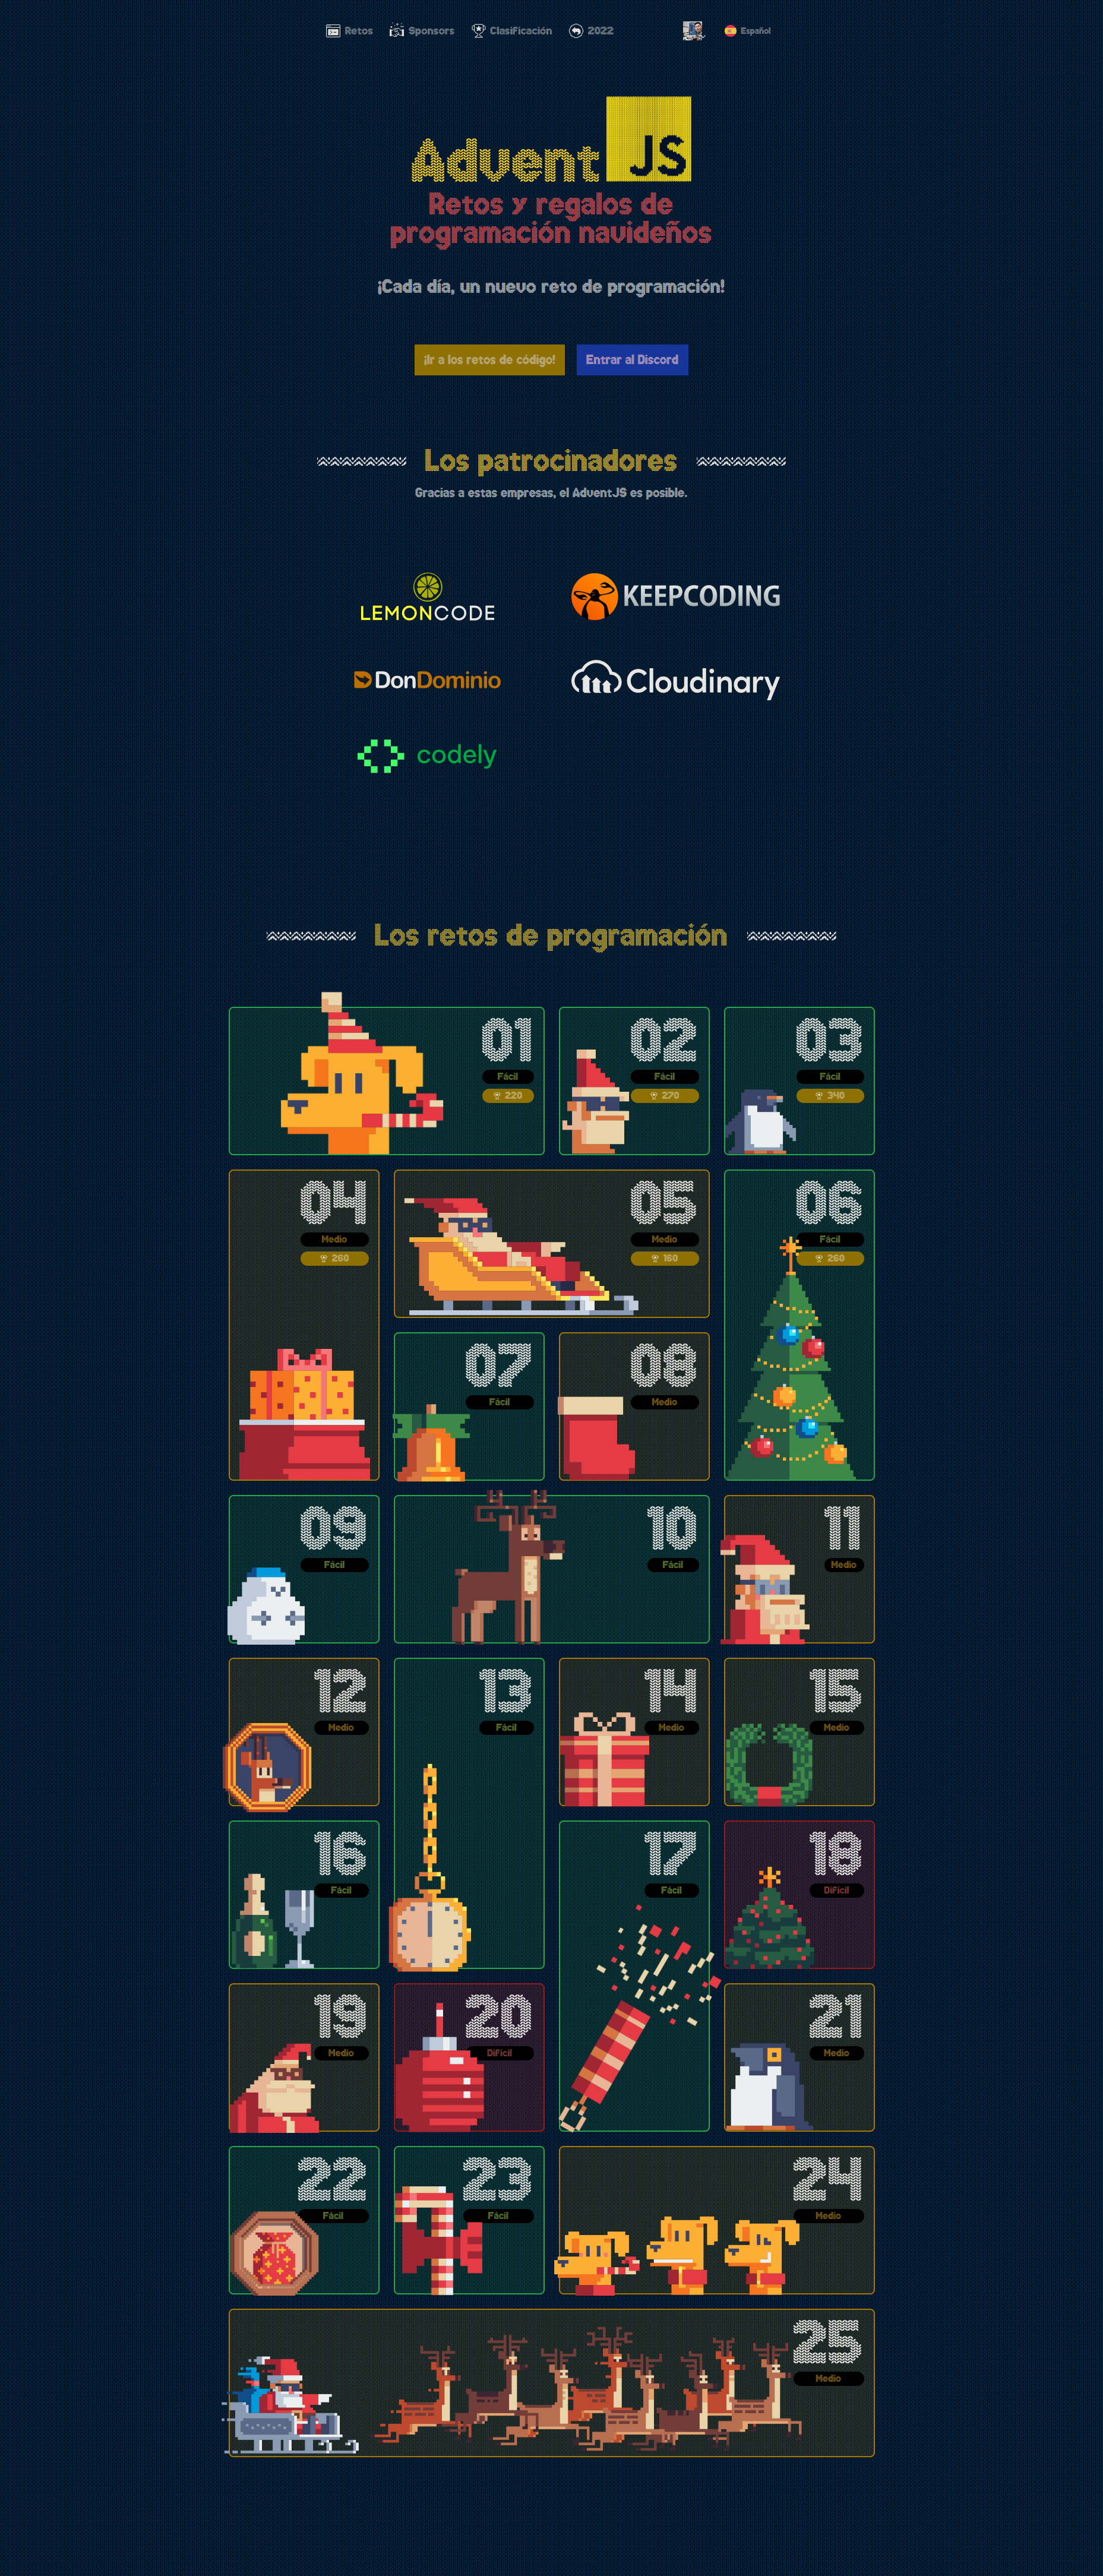 Retos
Sponsors
Clasificación
2022
Español
Advent JS
Retos y regalos de
programación navideños
¡Cada día, un nuevo reto de programación!
¡Ir a los retos de código!
Entrar al Discord
Los patrocinadores
Gracias a estas empresas, el AdventJS es posible.
LEMONCODE
KEEPCODING
DonDominio
Cloudinary
codely
Los retos de programación
01
Fácil
220
02
Fácil
270
03
Fácil
340
04
Medio
260
05
Medio
160
06
Fácil
260
07
Fácil
08
Medio
09
Fácil
10
Fácil
11
Medio
12
Medio
13
Fácil
14
Medio
15
Medio
16
Fácil
17
Fácil
18
Difícil
19
Medio
20
Difícil
21
Medio
22
Fácil
23
Fácil
24
Medio
25
Medio